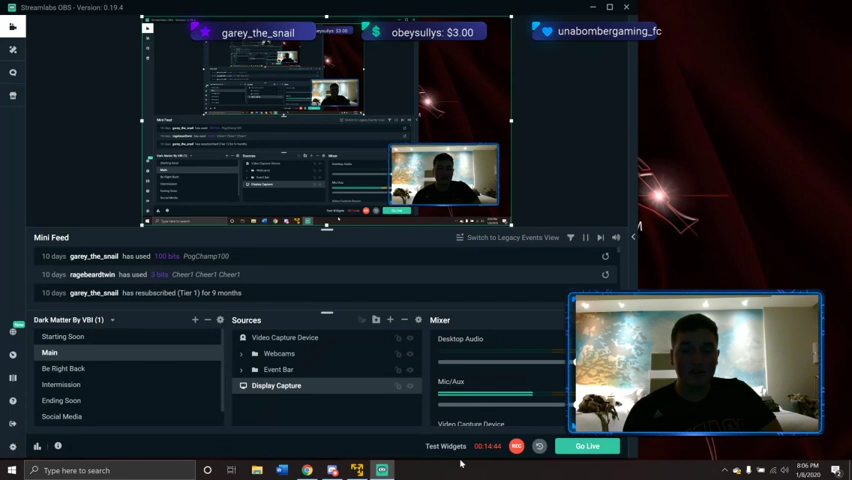 Streamlabs OBS - Version: 0.19.4
garey_the_snail
obeysullys: $3.00
unabombergaming_fc
Mini Feed
Switch to Legacy Events View
10 days garey_the_snail has used 100 bits PogChamp100
10 days ragebeardtwin has used 3 bits Cheer1 Cheer1 Cheer1
10 days garey_the_snail has resubscribed (Tier 1) for 9 months
Dark Matter By VBI (1)
Starting Soon
Main
Be Right Back
Intermission
Ending Soon
Social Media
Sources
Video Capture Device
Webcams
Event Bar
Display Capture
Mixer
Desktop Audio
Mic/Aux
Video Capture Device
Test Widgets
00:14:44
REC
Go Live
Type here to search
8:06 PM
1/8/2020